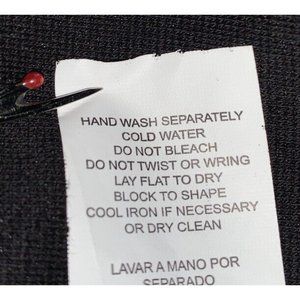 HAND WASH SEPARATELY
COLD WATER
DO NOT BLEACH
DO NOT TWIST OR WRING
LAY FLAT TO DRY
BLOCK TO SHAPE
COOL IRON IF NECESSARY
OR DRY CLEAN
LAVAR A MANO POR
SEPARADO